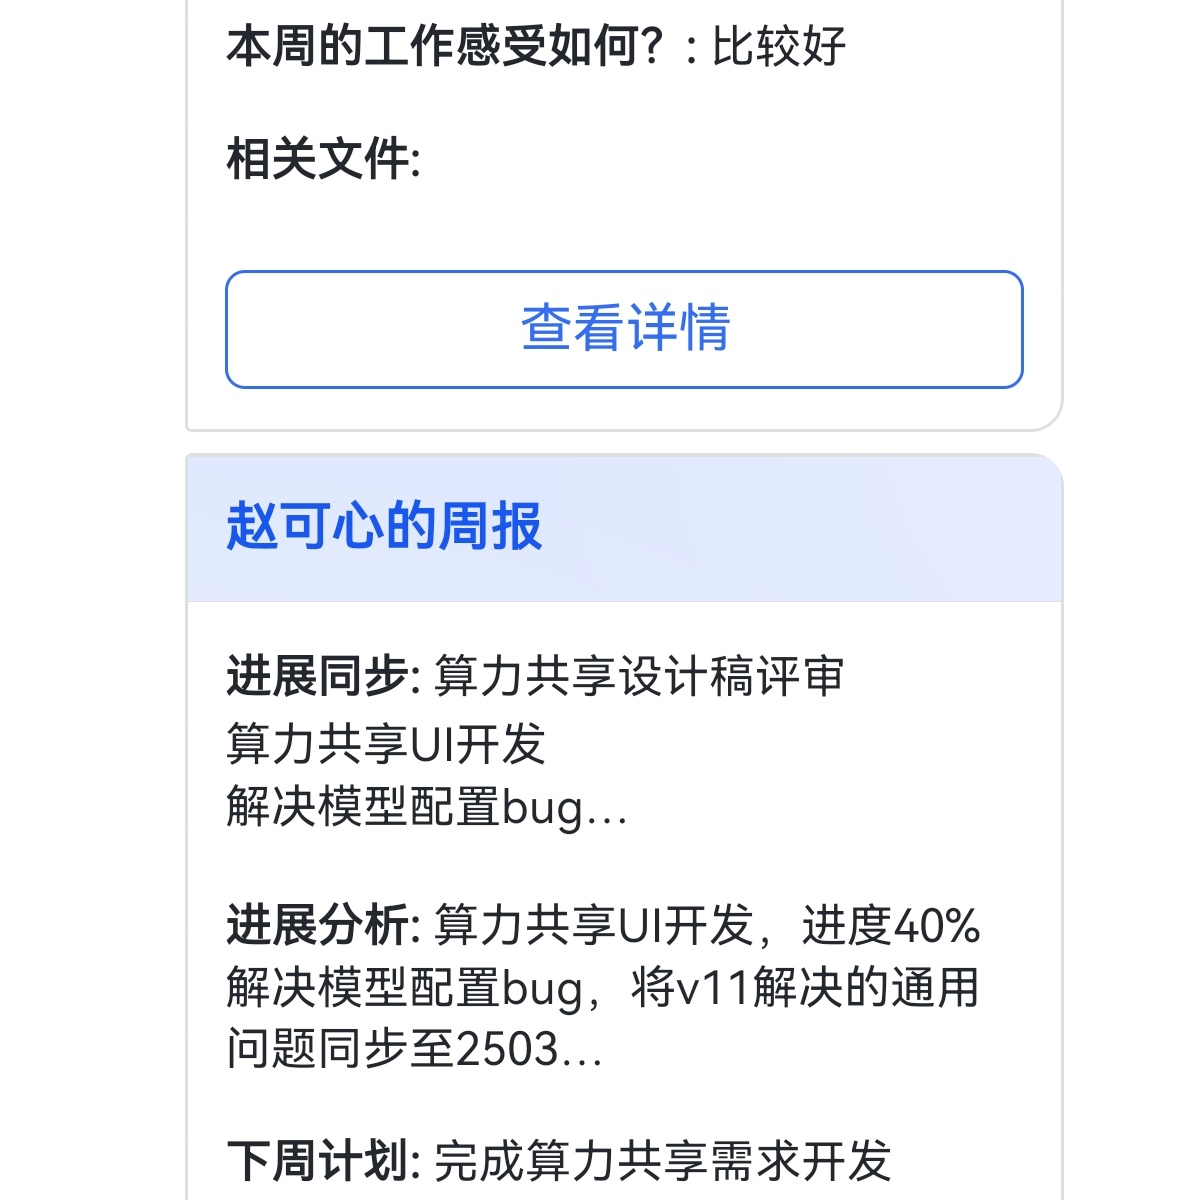 本周的工作感受如何？: 比较好
相关文件:
查看详情
赵可心的周报
进展同步: 算力共享设计稿评审
算力共享UI开发
解决模型配置bug...
进展分析: 算力共享UI开发，进度40%
解决模型配置bug，将v11解决的通用
问题同步至2503...
下周计划: 完成算力共享需求开发